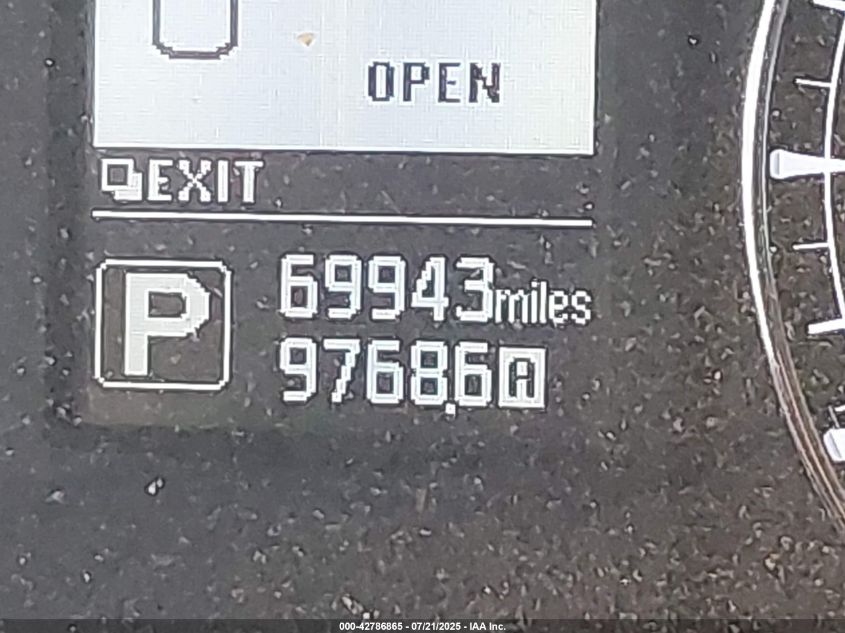 OPEN
EXIT
P
69943miles
9768.6A
000-42786865 - 07/21/2025 - IAA Inc.